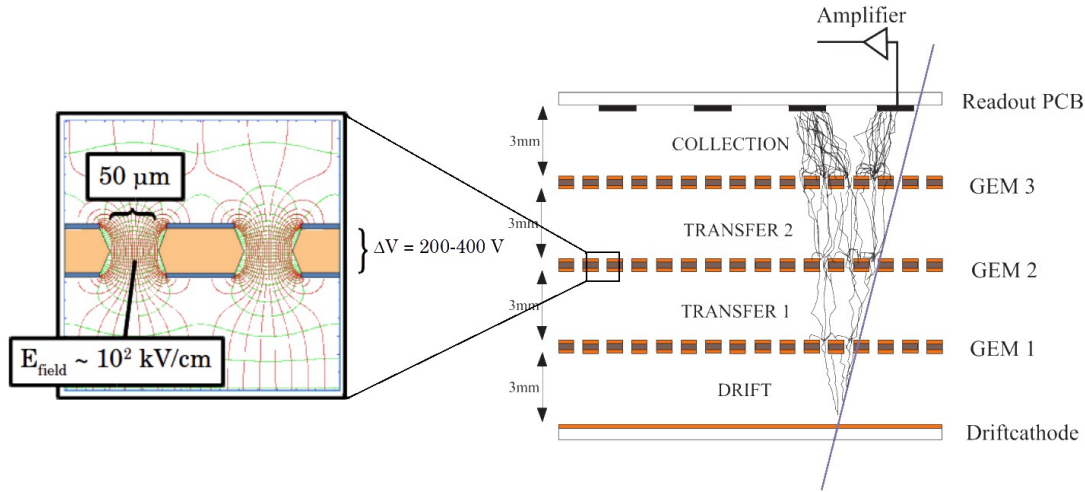 Amplifier
Readout PCB
3mm
COLLECTION
GEM 3
3mm
TRANSFER 2
GEM 2
3mm
TRANSFER 1
GEM 1
3mm
DRIFT
Driftcathode
50 μm
ΔV = 200-400 V
E_field ~ 10² kV/cm